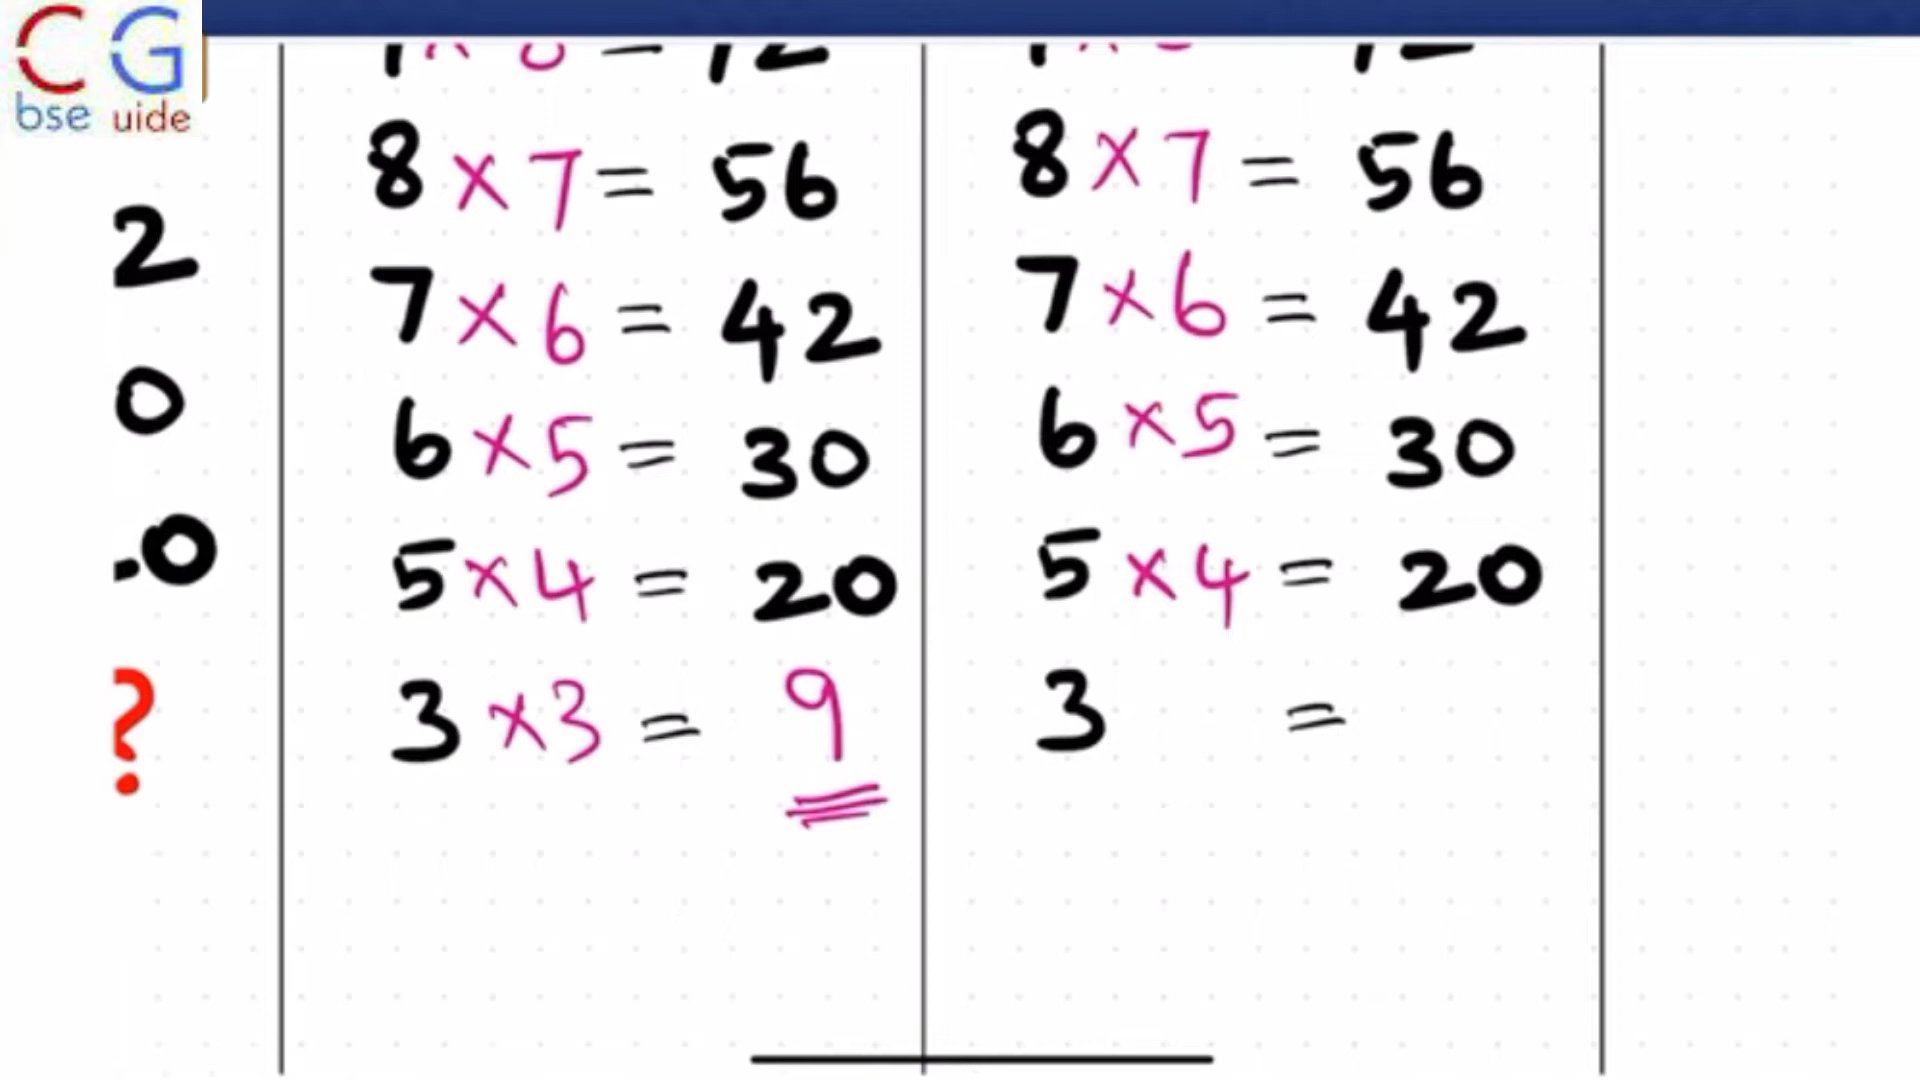 CG
bse uide
8 × 7 = 56
8 × 7 = 56
2
7 × 6 = 42
7 × 6 = 42
0
6 × 5 = 30
6 × 5 = 30
0
5 × 4 = 20
5 × 4 = 20
?
3 × 3 = 9
3 =